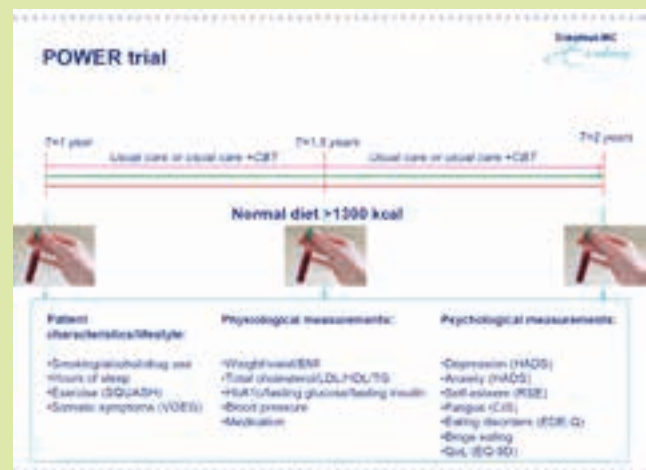 POWER trial
Erasmus MC
T=1 year
T=1,5 years
T=2 years
Usual care or usual care +CBT
Usual care or usual care +CBT
Normal diet >1300 kcal
Patient
characteristics/lifestyle:
•Smoking/alcohol/drug use
•Hours of sleep
•Exercise (SQUASH)
•Somatic symptoms (VOEG)
Physiological measurements:
•Weight/waist/BMI
•Total cholesterol/LDL/HDL/TG
•HbA1c/fasting glucose/fasting insulin
•Blood pressure
•Medication
Psychological measurements:
•Depression (HADS)
•Anxiety (HADS)
•Self-esteem (RSE)
•Fatigue (CIS)
•Eating disorders (EDE-Q)
•Binge eating
•QoL (EQ-5D)